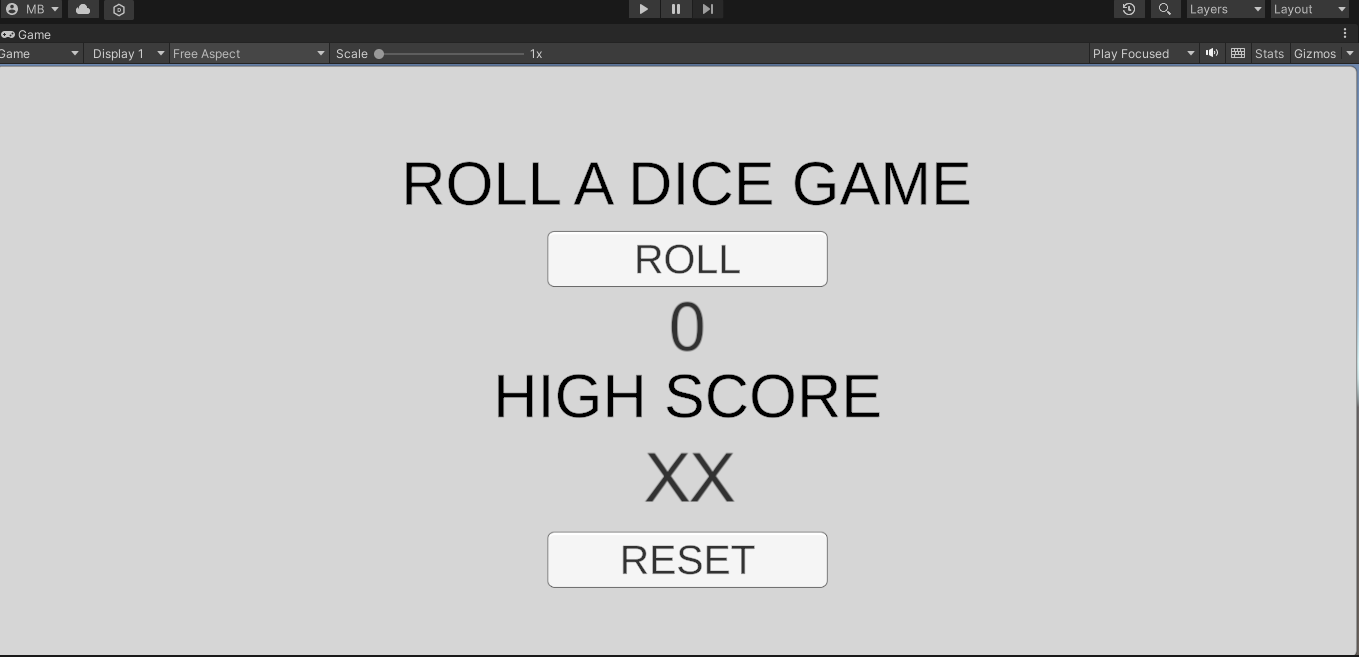 MB Layers Layout
Game
Game Display 1 Free Aspect Scale 1x Play Focused Stats Gizmos
ROLL A DICE GAME
ROLL
0
HIGH SCORE
XX
RESET